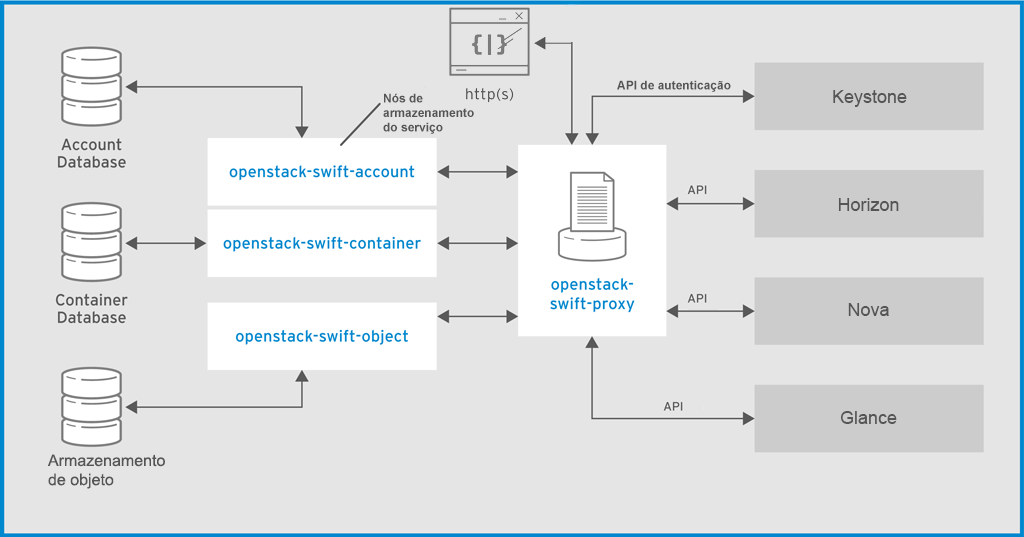 {|}
http(s)
API de autenticação
Keystone
Nós de
armazenamento
do serviço
Account
Database
openstack-swift-account
API
Horizon
openstack-swift-container
Container
Database
openstack-
swift-proxy
API
Nova
openstack-swift-object
API
Glance
Armazenamento
de objeto